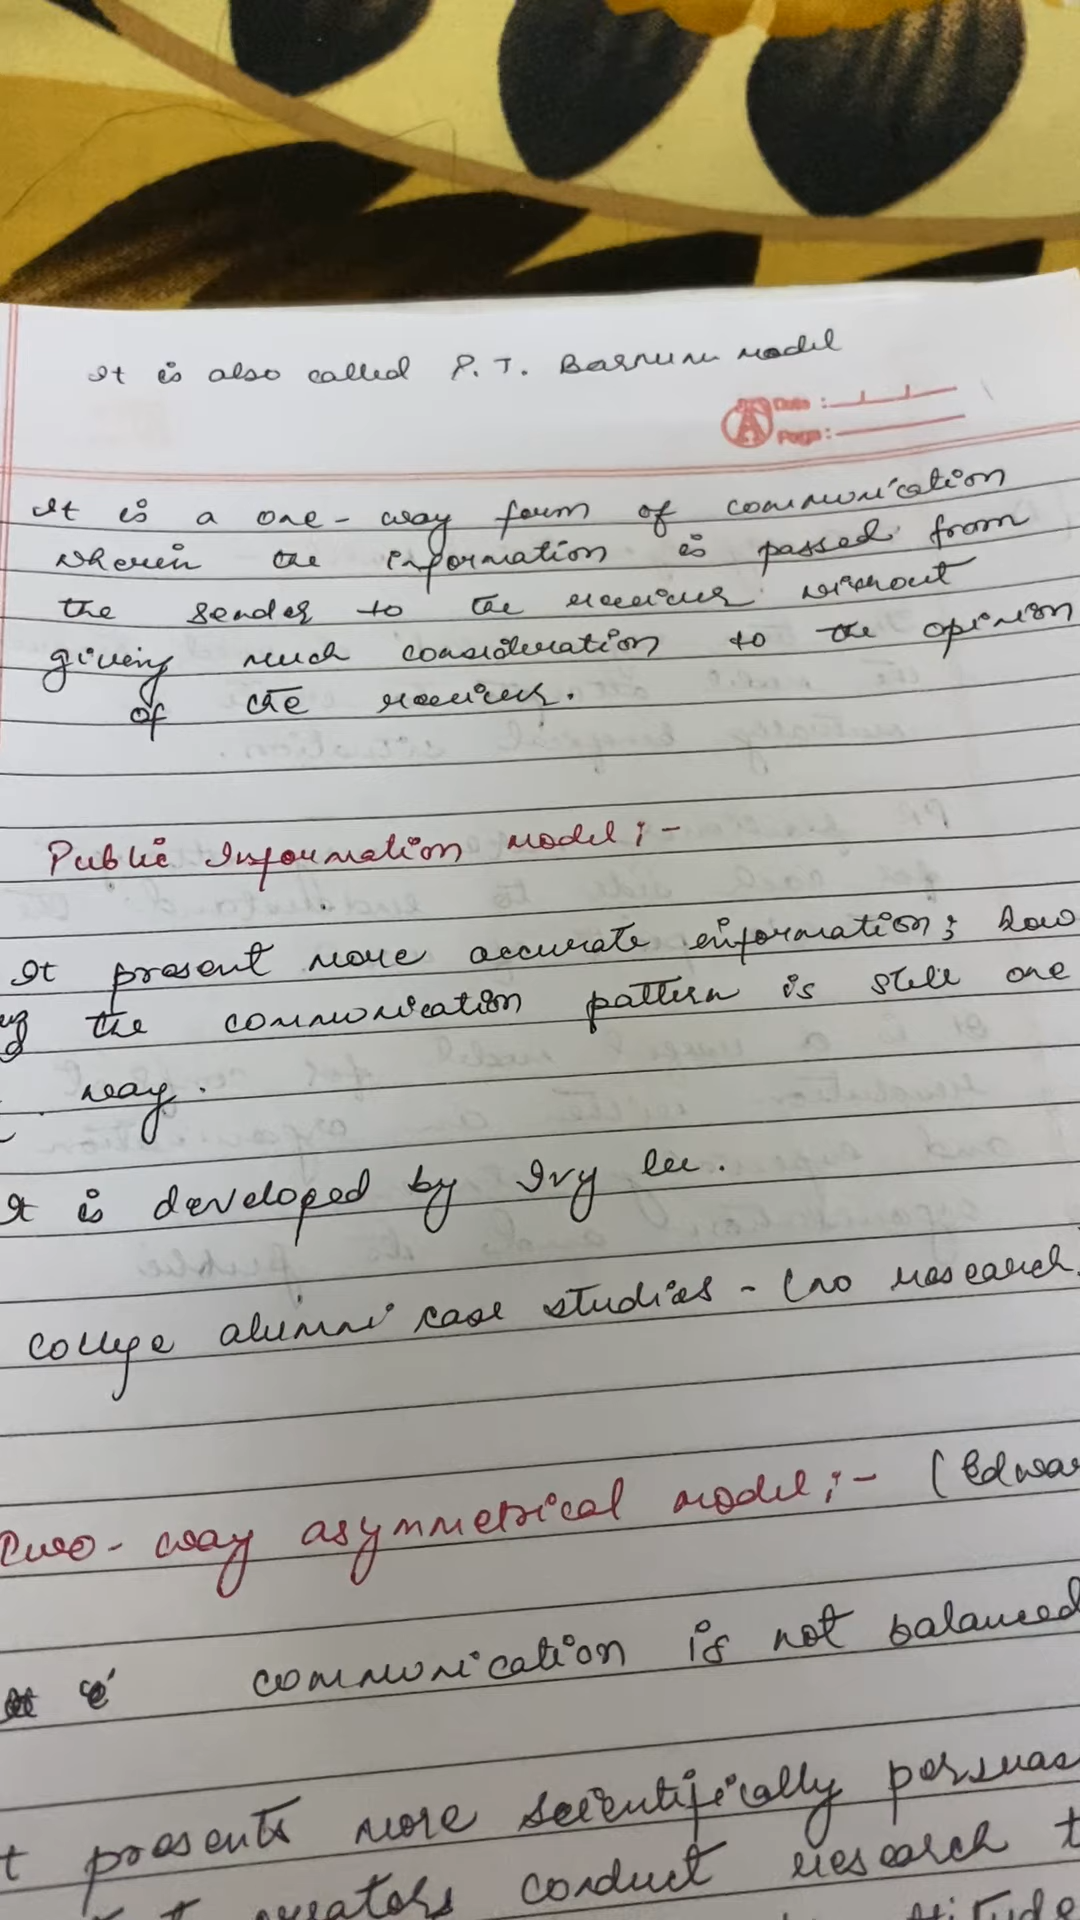 It is also called P. T. Barnum model
Date :
Page :
It is a one-way form of communication
wherein the information is passed from
the sender to the receiver without
giving much consideration to the opinion
of the receiver.
Public Information Model ; -
It present more accurate information ; how
the communication pattern is still one
way.
It is developed by Ivy lee.
College alumni case studies - (no research
Two-way asymmetrical model ; - (Edwar
communication is not balanced
t presents more scientifically persuas
conduct research t